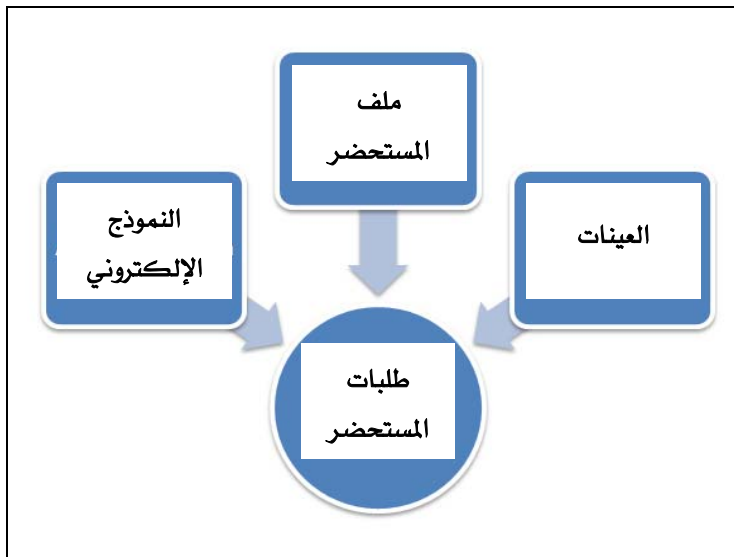 ملف
المستحضر
العينات
النموذج
الإلكتروني
طلبات
المستحضر